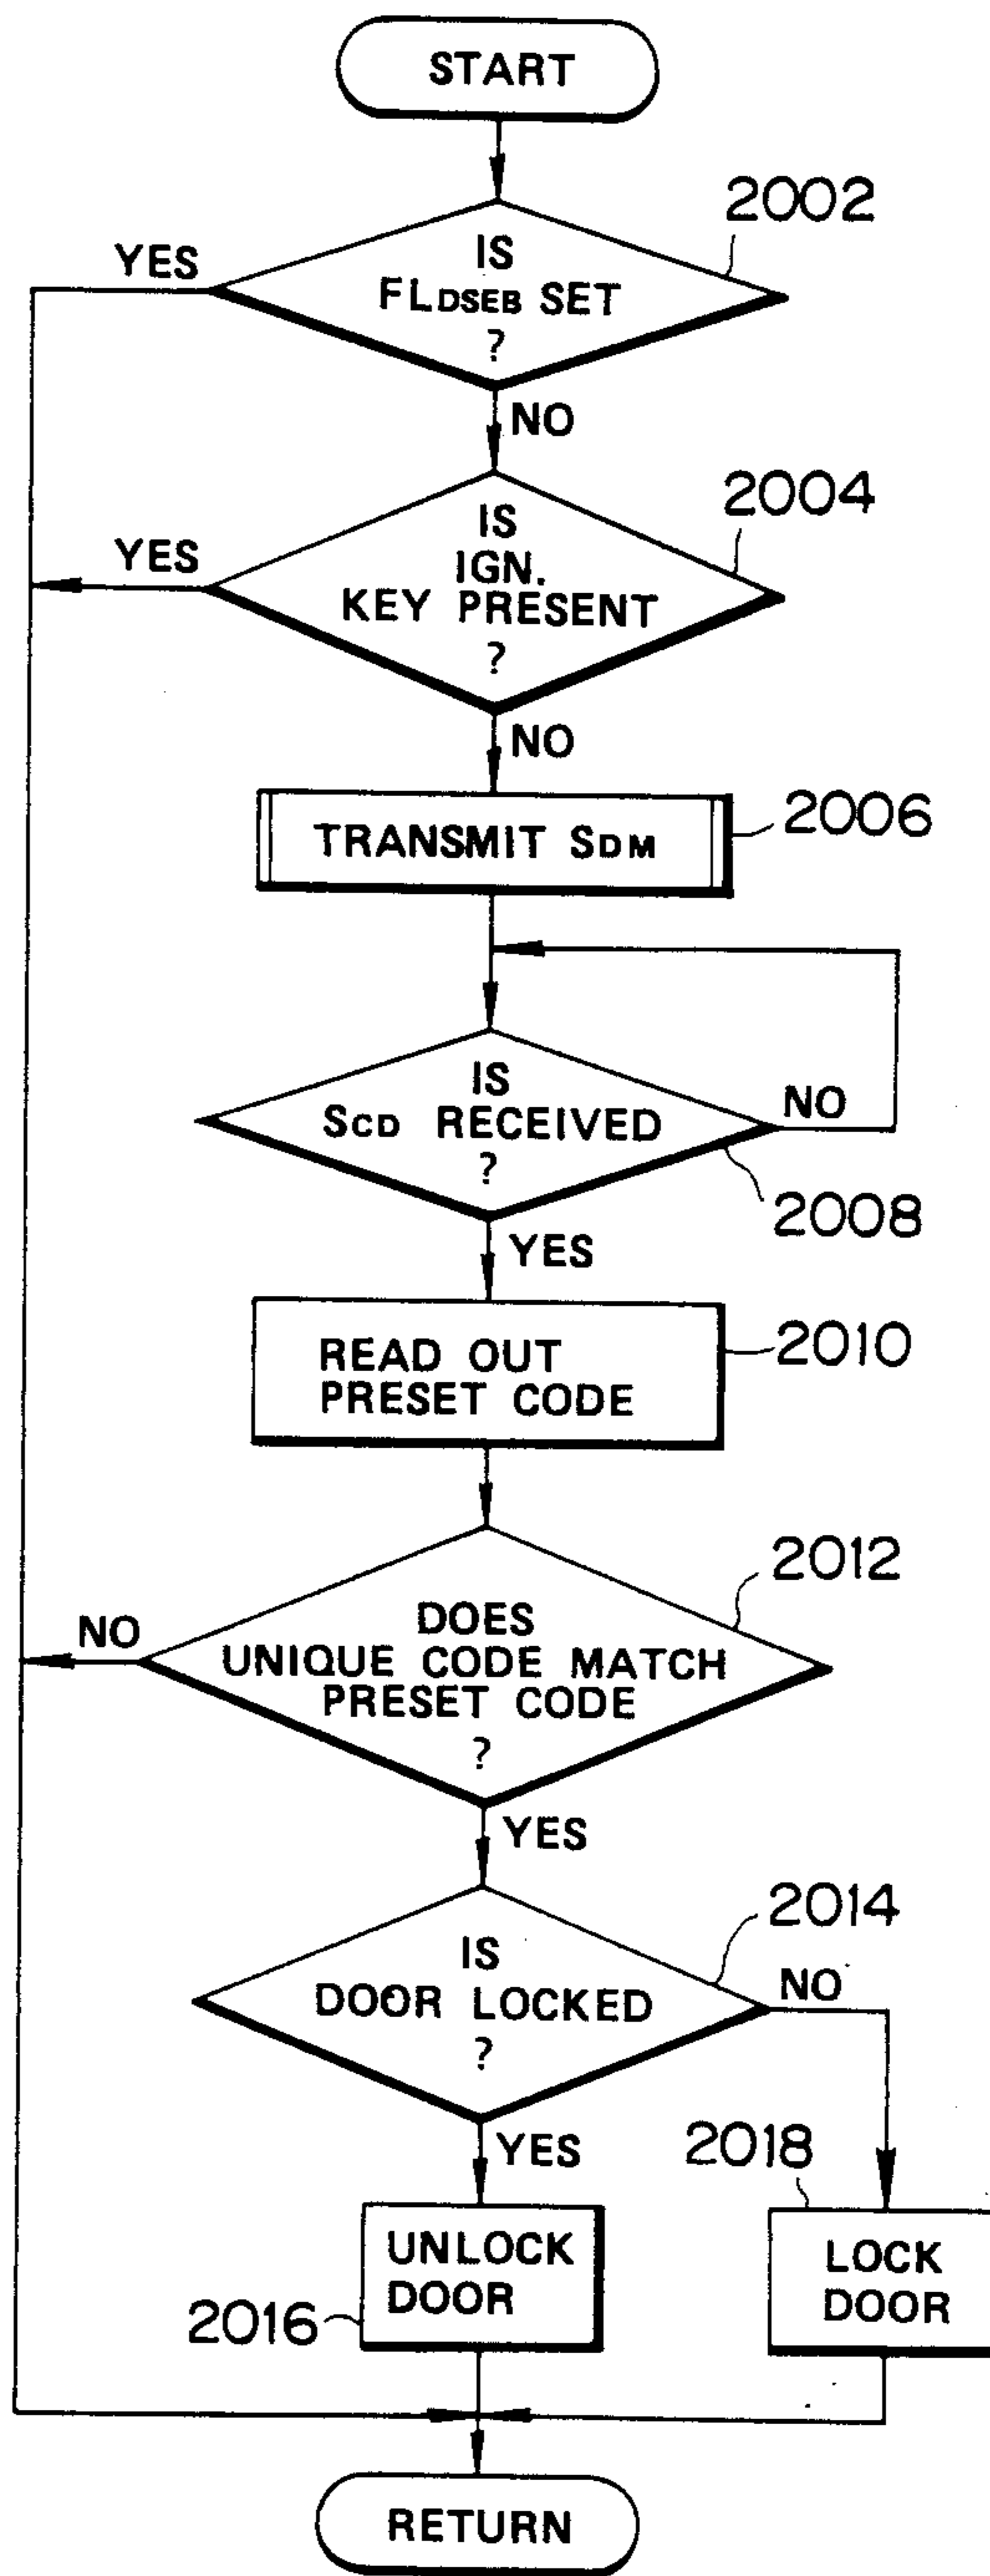 START
2002
YES
IS
FLDSEB SET
?
NO
2004
YES
IS
IGN.
KEY PRESENT
?
NO
2006
TRANSMIT SDM
IS
SCD RECEIVED
?
NO
2008
YES
READ OUT
PRESET CODE
2010
2012
NO
DOES
UNIQUE CODE MATCH
PRESET CODE
?
YES
2014
IS
DOOR LOCKED
?
NO
YES
2018
UNLOCK
DOOR
2016
LOCK
DOOR
RETURN